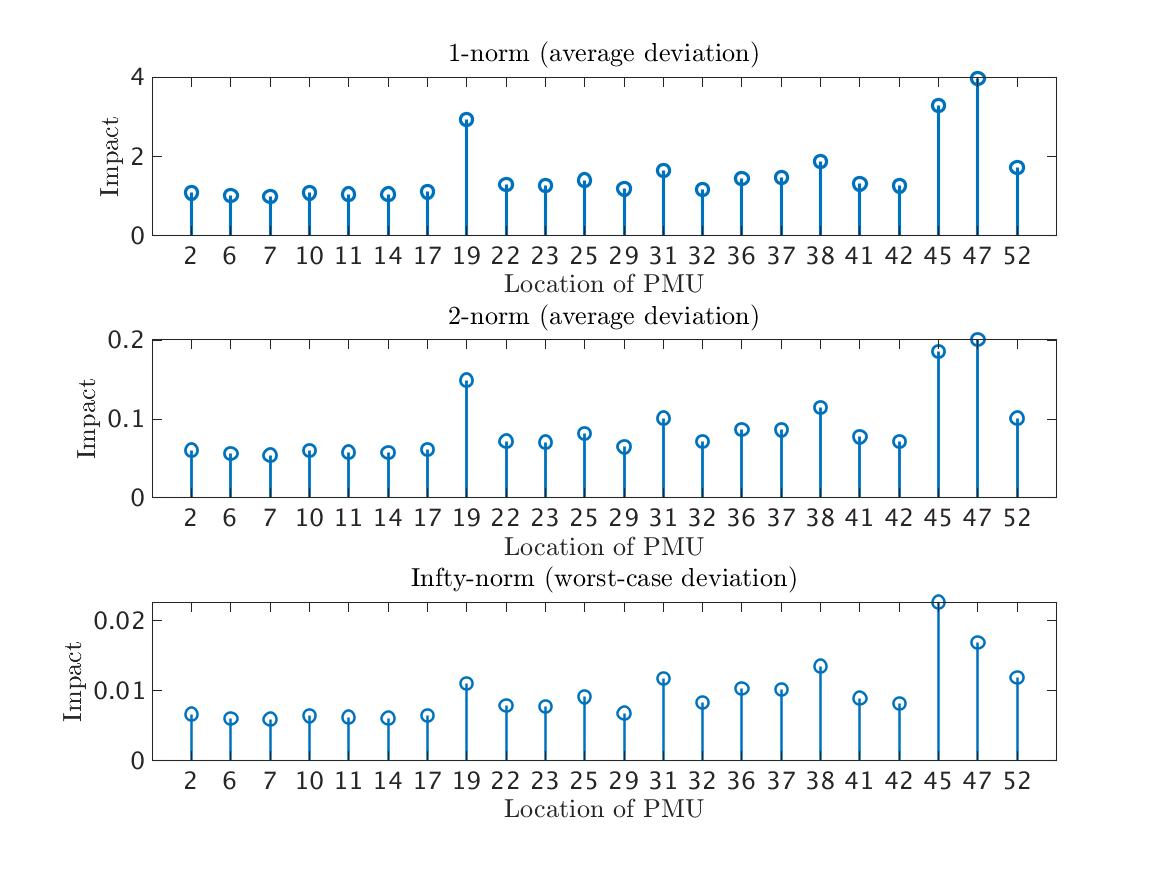 1-norm (average deviation)
4
2
0
Impact
2 6 7 10 11 14 17 19 22 23 25 29 31 32 36 37 38 41 42 45 47 52
Location of PMU
2-norm (average deviation)
0.2
0.1
0
Impact
2 6 7 10 11 14 17 19 22 23 25 29 31 32 36 37 38 41 42 45 47 52
Location of PMU
Infty-norm (worst-case deviation)
0.02
0.01
0
Impact
2 6 7 10 11 14 17 19 22 23 25 29 31 32 36 37 38 41 42 45 47 52
Location of PMU